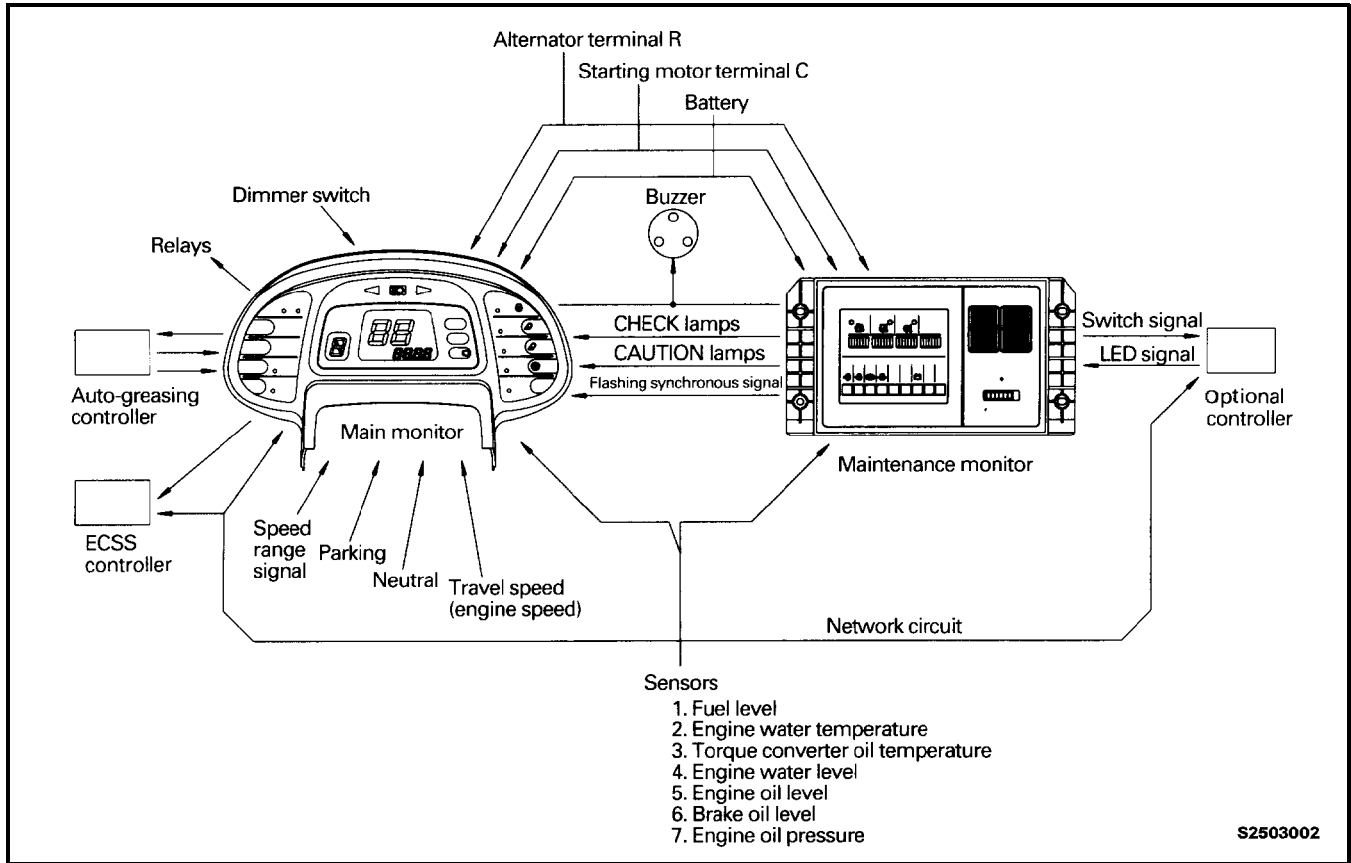 Alternator terminal R
Starting motor terminal C
Battery
Dimmer switch
Buzzer
Relays
CHECK lamps
CAUTION lamps
Flashing synchronous signal
Switch signal
LED signal
Auto-greasing
controller
Optional
controller
Main monitor
Maintenance monitor
ECSS
controller
Speed
range
signal
Parking
Neutral
Travel speed
(engine speed)
Network circuit
Sensors
1. Fuel level
2. Engine water temperature
3. Torque converter oil temperature
4. Engine water level
5. Engine oil level
6. Brake oil level
7. Engine oil pressure
S2503002